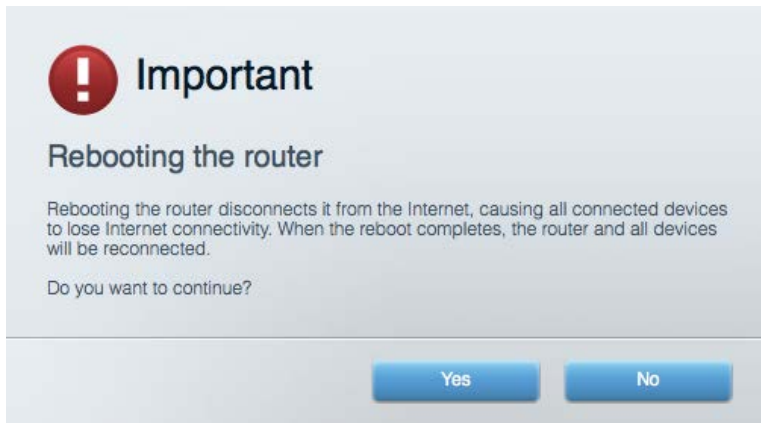 Important
Rebooting the router
Rebooting the router disconnects it from the Internet, causing all connected devices
to lose Internet connectivity. When the reboot completes, the router and all devices
will be reconnected.
Do you want to continue?
Yes
No